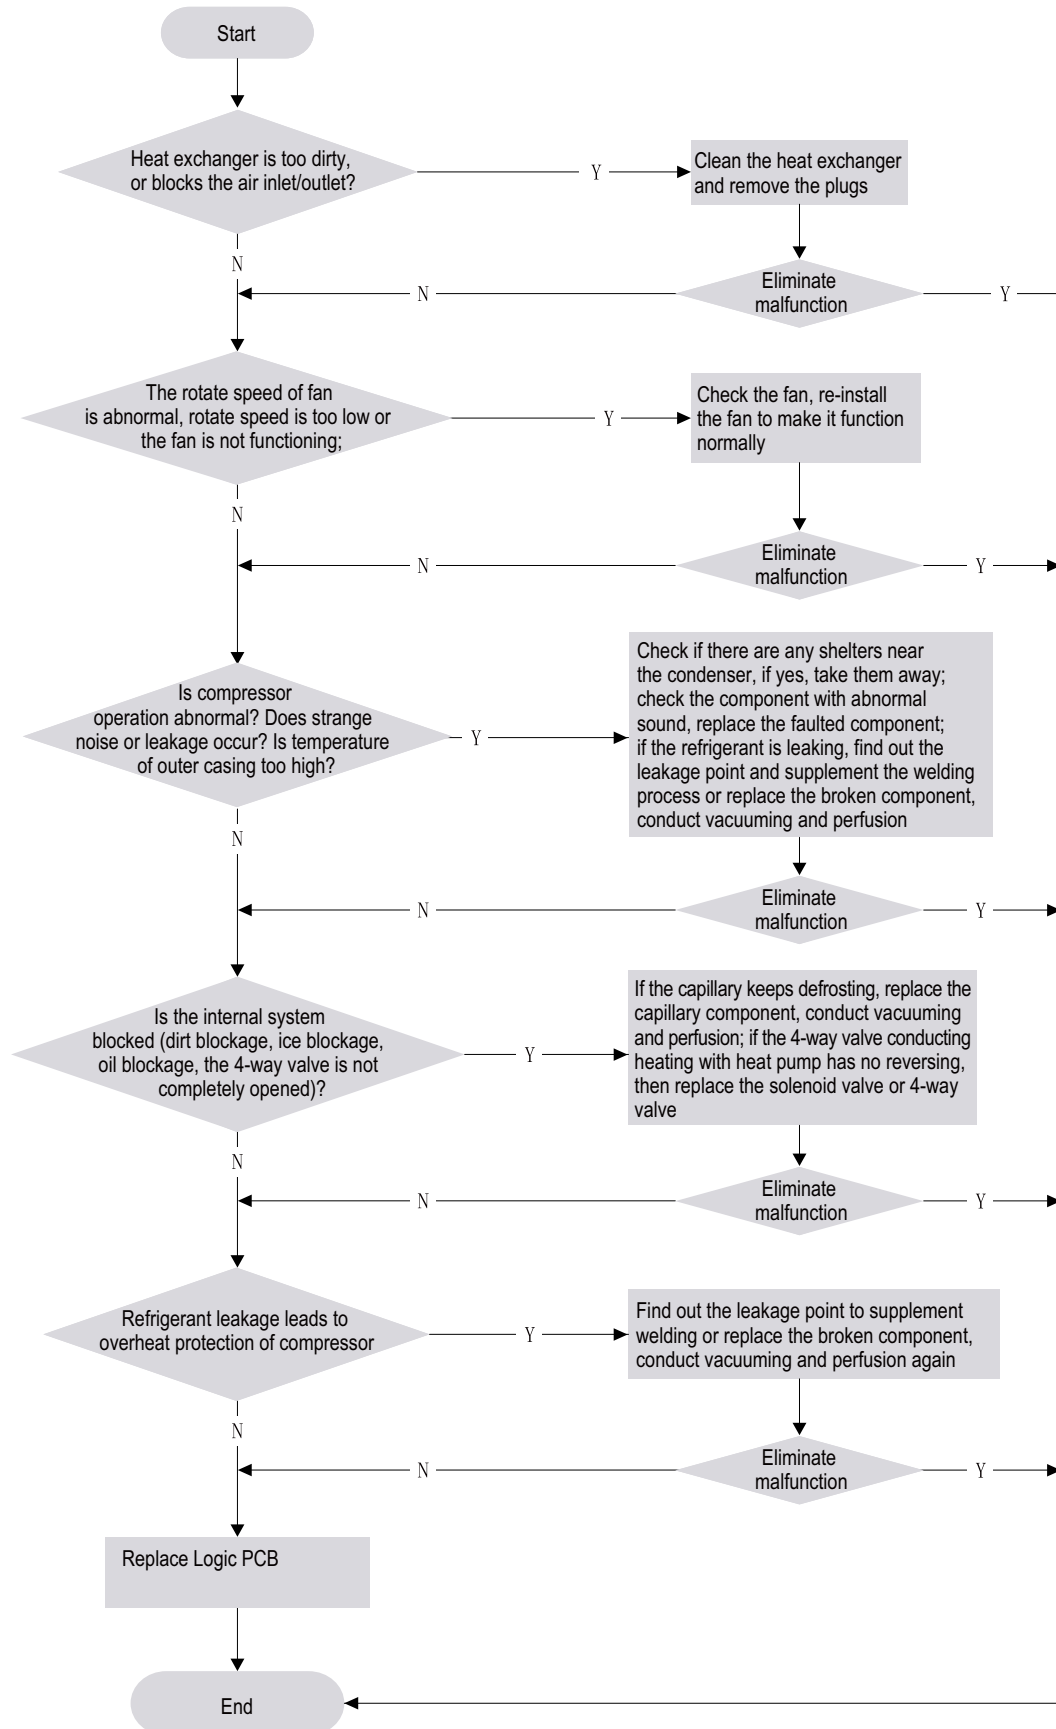 Start
Heat exchanger is too dirty,
or blocks the air inlet/outlet?
Y
Clean the heat exchanger
and remove the plugs
N
N
Eliminate
malfunction
Y
The rotate speed of fan
is abnormal, rotate speed is too low or
the fan is not functioning;
Y
Check the fan, re-install
the fan to make it function
normally
N
N
Eliminate
malfunction
Y
Is compressor
operation abnormal? Does strange
noise or leakage occur? Is temperature
of outer casing too high?
Y
Check if there are any shelters near
the condenser, if yes, take them away;
check the component with abnormal
sound, replace the faulted component;
if the refrigerant is leaking, find out the
leakage point and supplement the welding
process or replace the broken component,
conduct vacuuming and perfusion
N
N
Eliminate
malfunction
Y
Is the internal system
blocked (dirt blockage, ice blockage,
oil blockage, the 4-way valve is not
completely opened)?
Y
If the capillary keeps defrosting, replace the
capillary component, conduct vacuuming
and perfusion; if the 4-way valve conducting
heating with heat pump has no reversing,
then replace the solenoid valve or 4-way
valve
N
N
Eliminate
malfunction
Y
Refrigerant leakage leads to
overheat protection of compressor
Y
Find out the leakage point to supplement
welding or replace the broken component,
conduct vacuuming and perfusion again
N
N
Eliminate
malfunction
Y
Replace Logic PCB
End